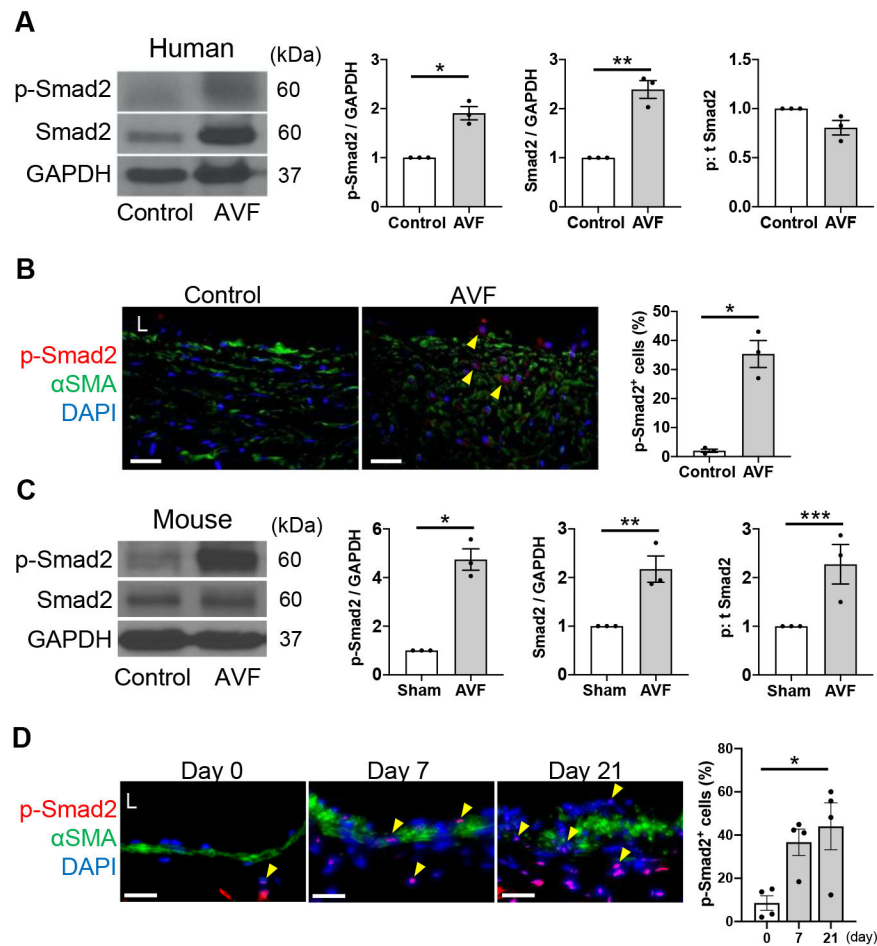 A
Human
(kDa)
p-Smad2
60
Smad2
60
GAPDH
37
Control AVF
p-Smad2 / GAPDH
3
2
1
0
*
Control AVF
Smad2 / GAPDH
3
2
1
0
**
Control AVF
p: t Smad2
1.5
1.0
0.5
0.0
Control AVF
B
Control
AVF
L
p-Smad2
αSMA
DAPI
p-Smad2+ cells (%)
50
40
30
20
10
0
*
Control AVF
C
Mouse
(kDa)
p-Smad2
60
Smad2
60
GAPDH
37
Control AVF
p-Smad2 / GAPDH
6
4
2
0
*
Sham AVF
Smad2 / GAPDH
3
2
1
0
**
Sham AVF
p: t Smad2
3
2
1
0
***
Sham AVF
D
Day 0
Day 7
Day 21
L
p-Smad2
αSMA
DAPI
p-Smad2+ cells (%)
80
60
40
20
0
*
0 7 21 (day)